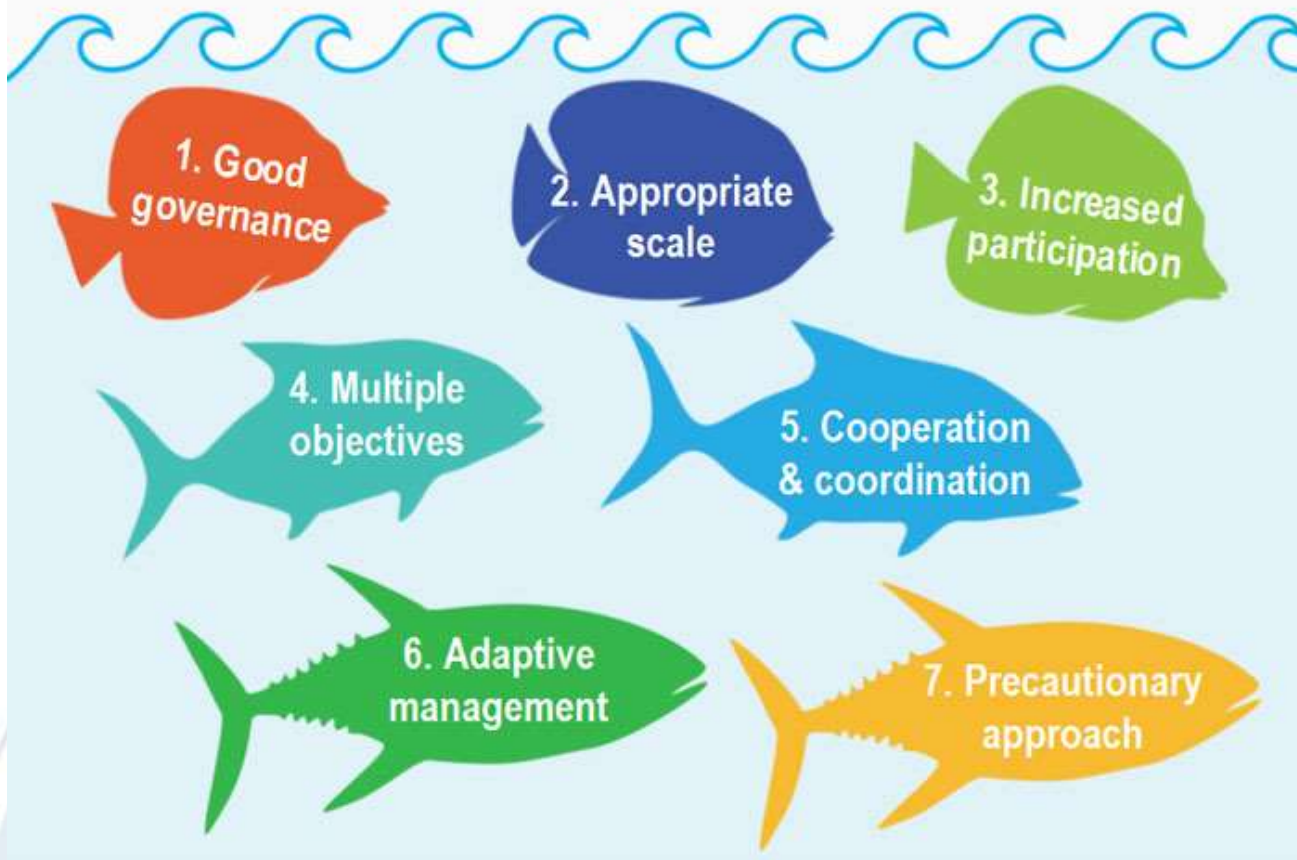 1. Good
governance
2. Appropriate
scale
3. Increased
participation
4. Multiple
objectives
5. Cooperation
& coordination
6. Adaptive
management
7. Precautionary
approach